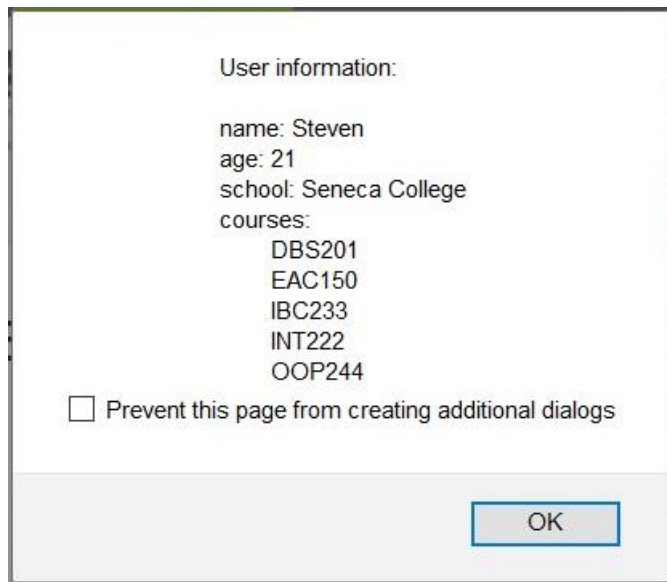 User information:
name: Steven
age: 21
school: Seneca College
courses:
DBS201
EAC150
IBC233
INT222
OOP244
Prevent this page from creating additional dialogs
OK